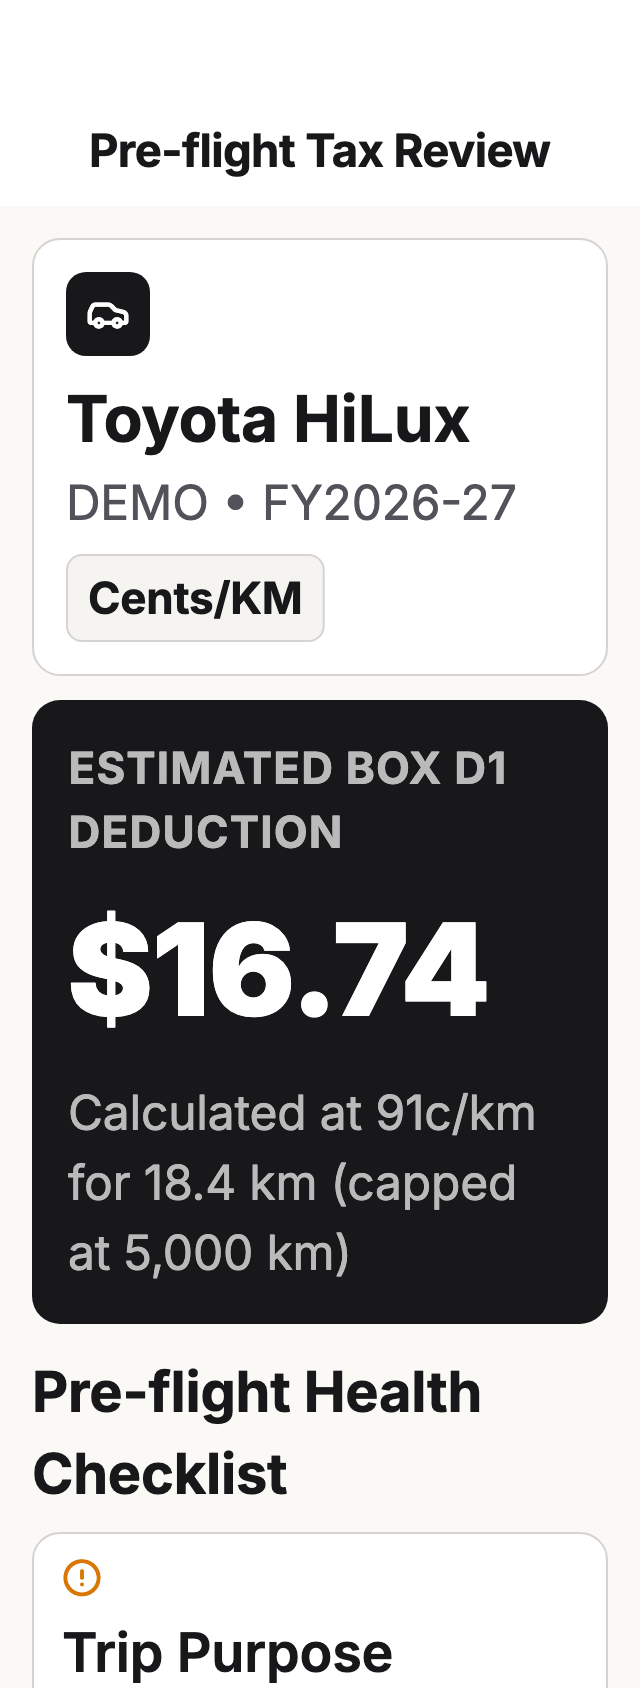 Pre-flight Tax Review
Toyota HiLux
DEMO • FY2026-27
Cents/KM
ESTIMATED BOX D1
DEDUCTION
$16.74
Calculated at 91c/km
for 18.4 km (capped
at 5,000 km)
Pre-flight Health
Checklist
Trip Purpose